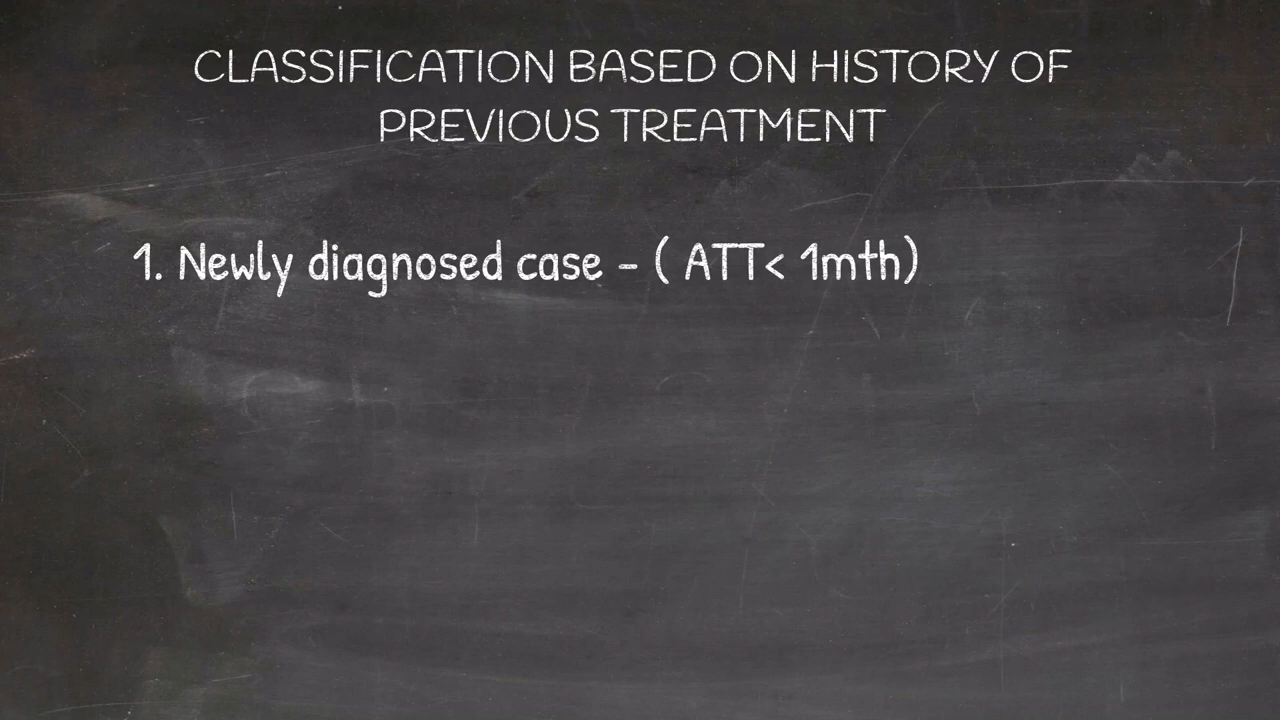 CLASSIFICATION BASED ON HISTORY OF
PREVIOUS TREATMENT
1. Newly diagnosed case - ( ATT< 1mth)